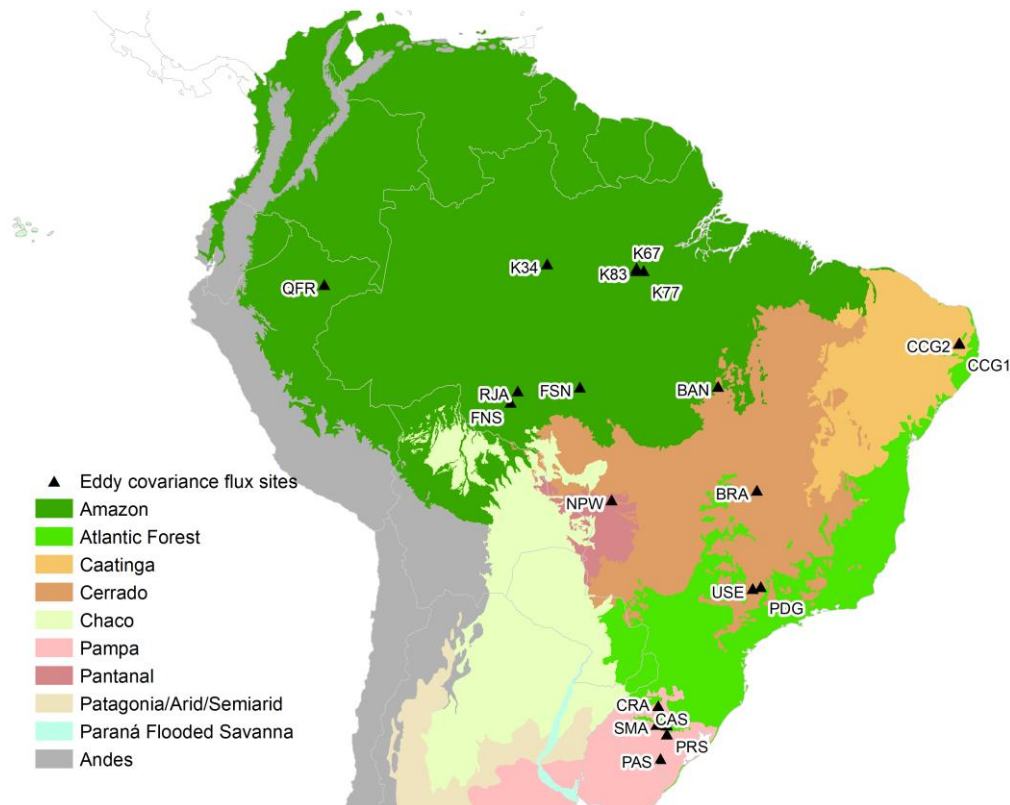 K67
K34
K83
K77
QFR
CCG2
CCG1
RJA
FSN
BAN
FNS
Eddy covariance flux sites
Amazon
Atlantic Forest
Caatinga
Cerrado
Chaco
Pampa
Pantanal
Patagonia/Arid/Semiarid
Paraná Flooded Savanna
Andes
BRA
NPW
USE
PDG
CRA
CAS
SMA
PRS
PAS